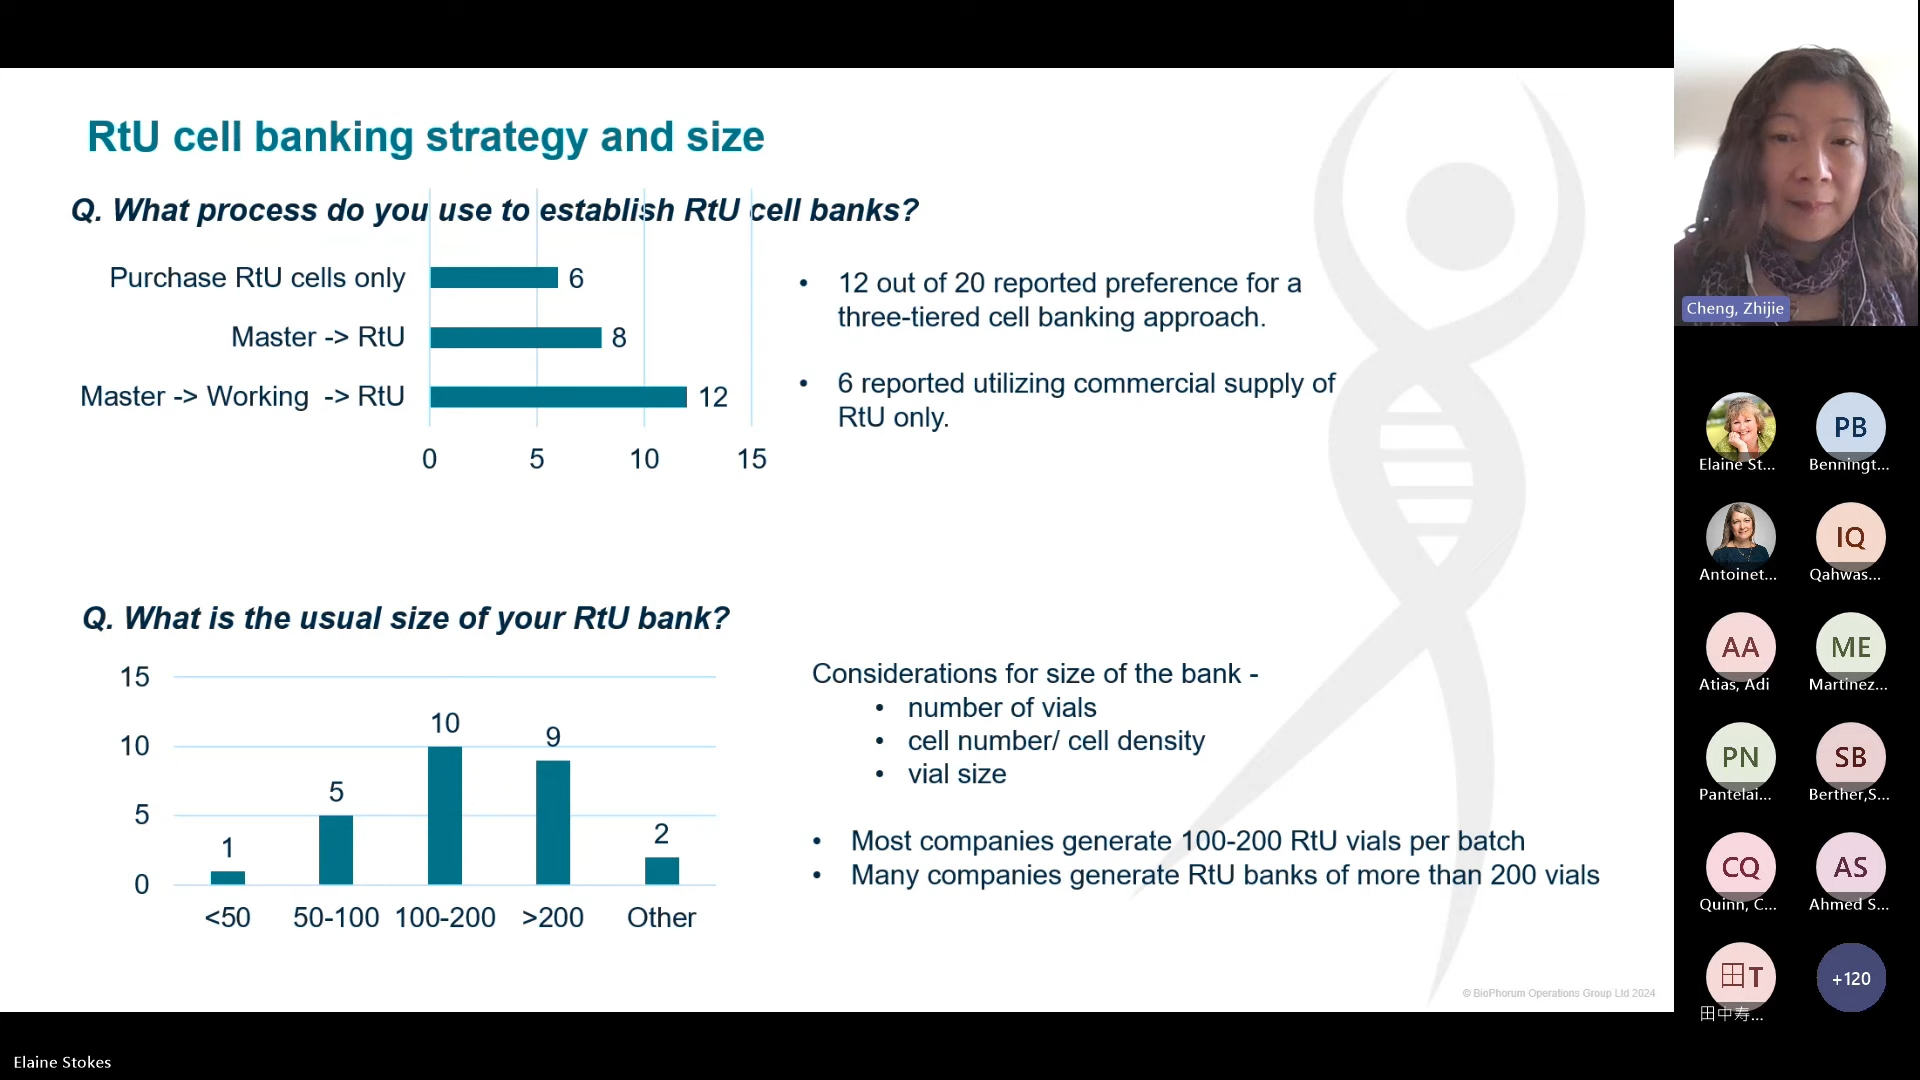 RtU cell banking strategy and size
Q. What process do you use to establish RtU cell banks?
Purchase RtU cells only
6
Master -> RtU
8
Master -> Working -> RtU
12
0 5 10 15
• 12 out of 20 reported preference for a
three-tiered cell banking approach.
• 6 reported utilizing commercial supply of
RtU only.
Q. What is the usual size of your RtU bank?
15
10
5
0
1 5 10 9 2
<50 50-100 100-200 >200 Other
Considerations for size of the bank -
• number of vials
• cell number/ cell density
• vial size
• Most companies generate 100-200 RtU vials per batch
• Many companies generate RtU banks of more than 200 vials
© BioPhorum Operations Group Ltd 2024
Elaine Stokes
Cheng, Zhijie
Elaine St...
PB
Benningt...
Antoinet...
IQ
Qahwas...
AA
Atias, Adi
ME
Martinez...
PN
Pantelai...
SB
Berther,S...
CQ
Quinn, C...
AS
Ahmed S...
田T
田中寿...
+120